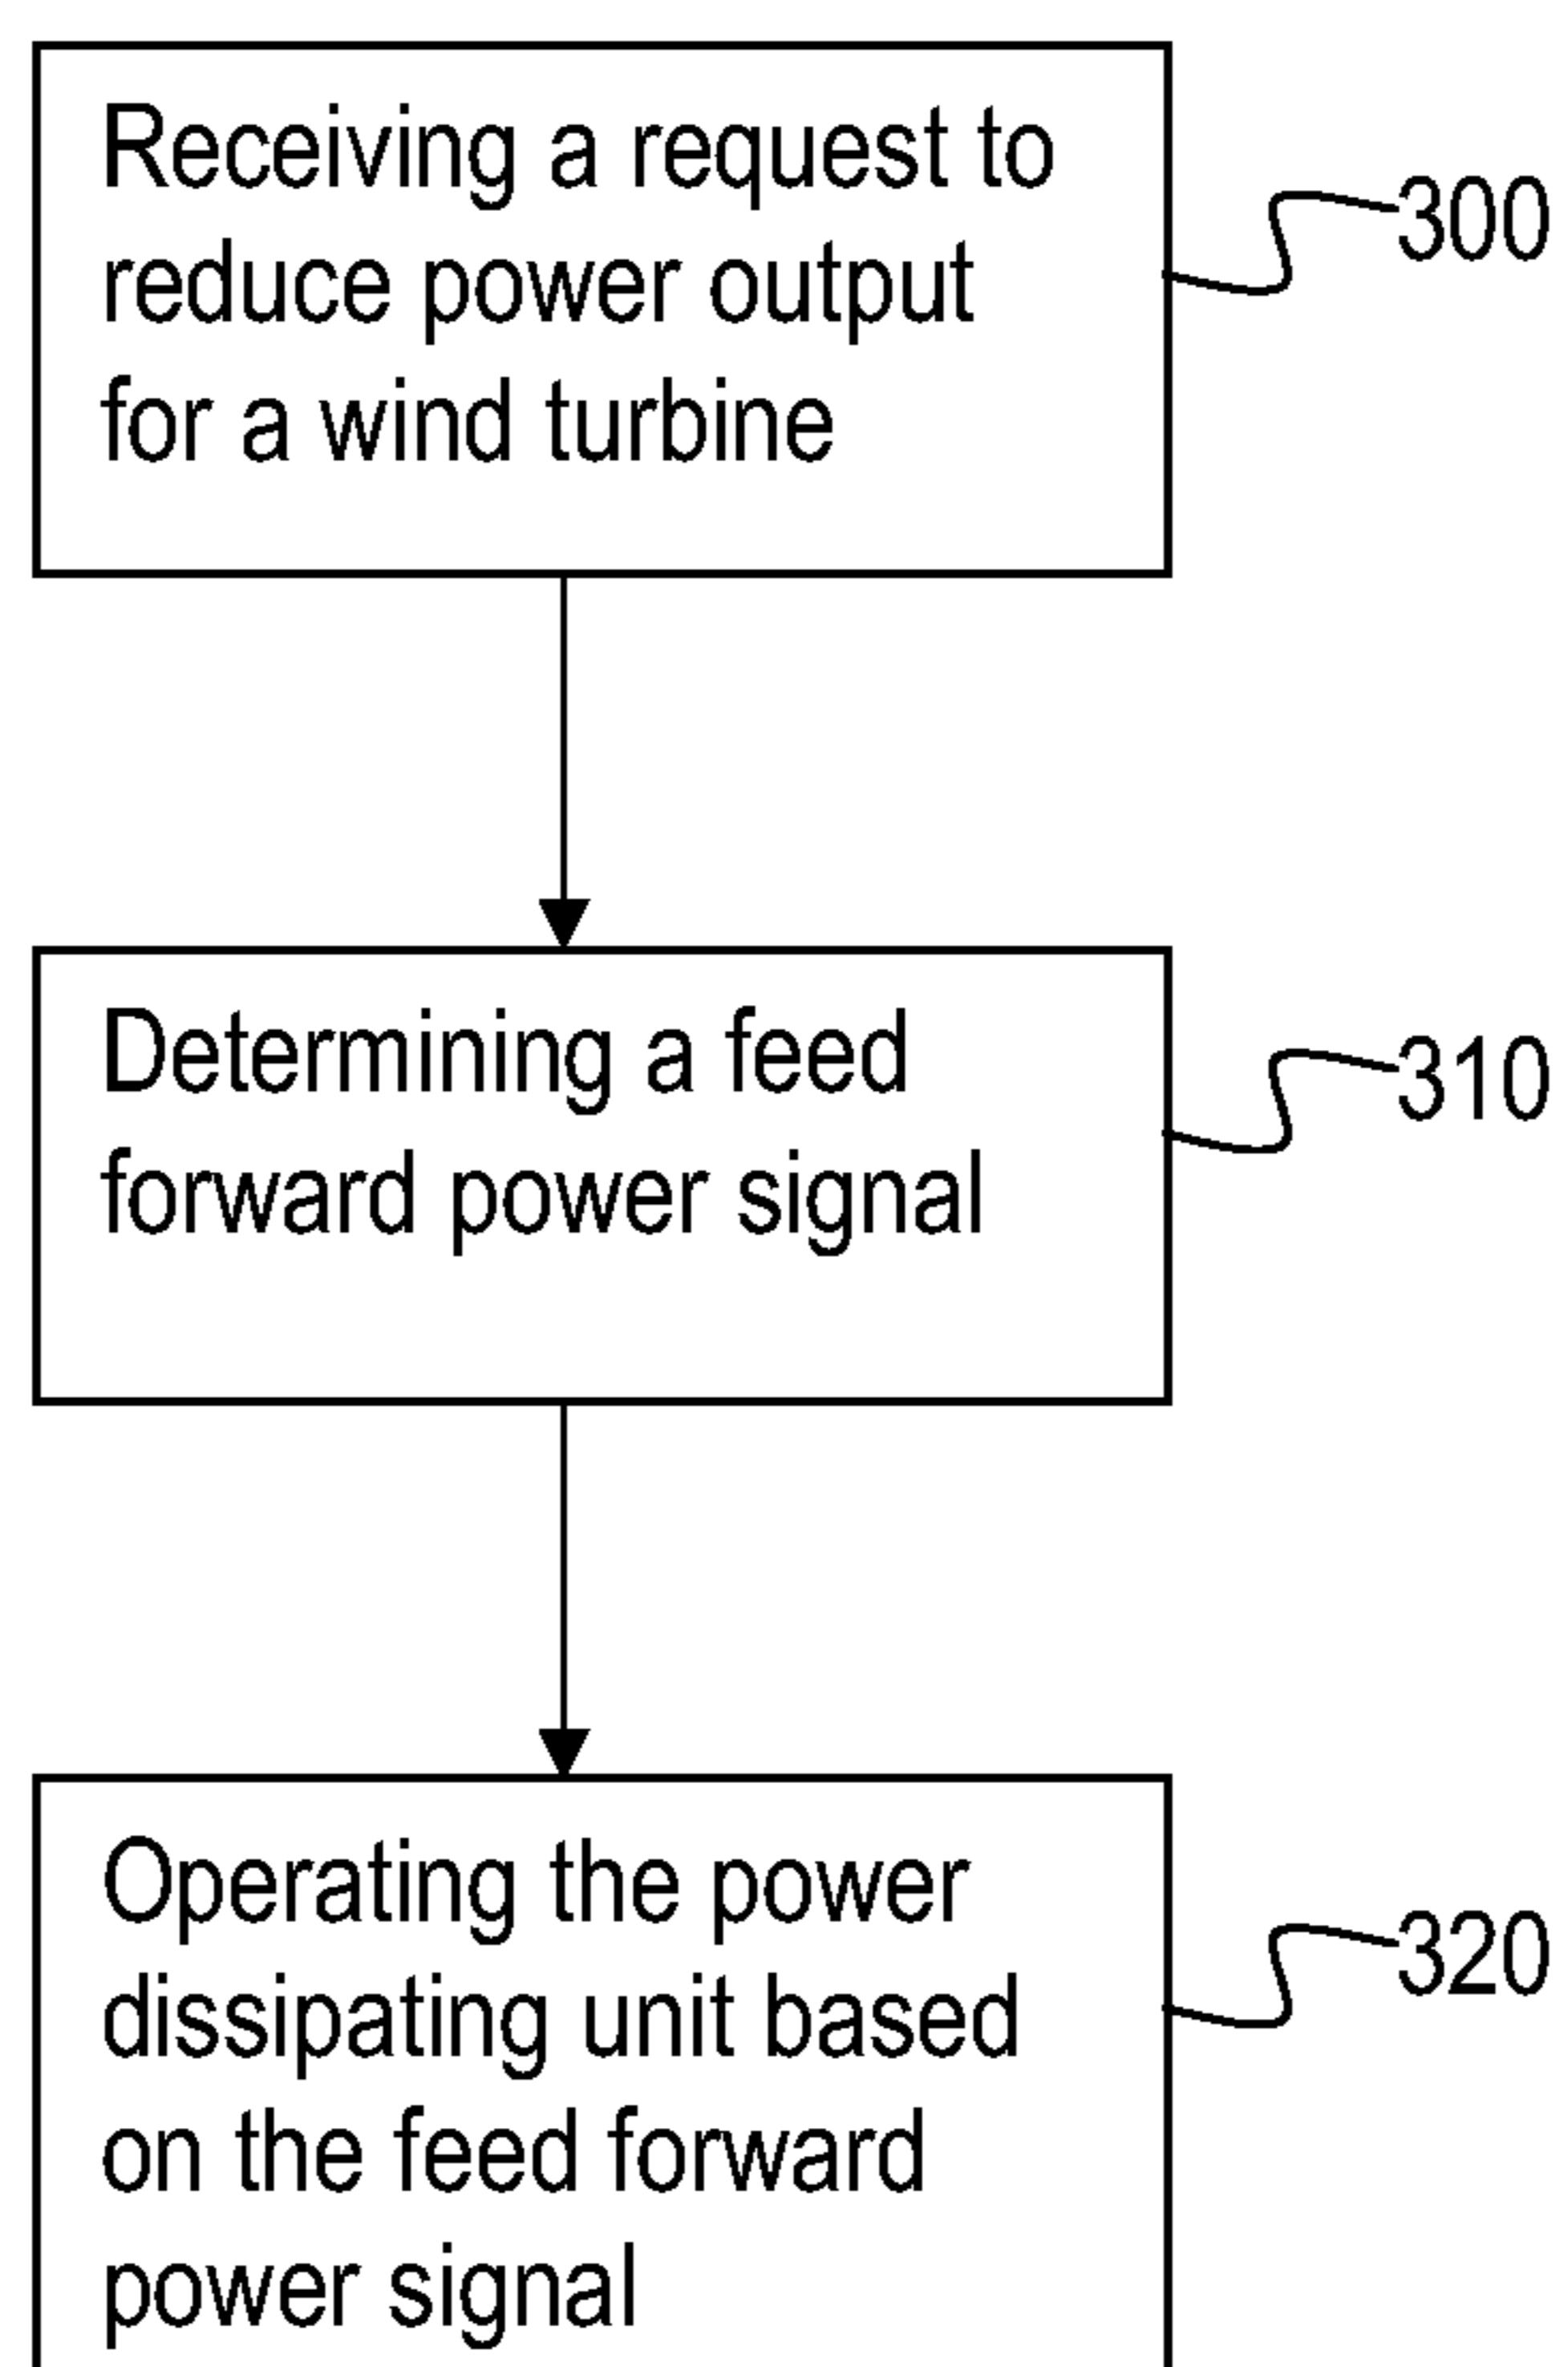 Receiving a request to
reduce power output
for a wind turbine
300
Determining a feed
forward power signal
310
Operating the power
dissipating unit based
on the feed forward
power signal
320